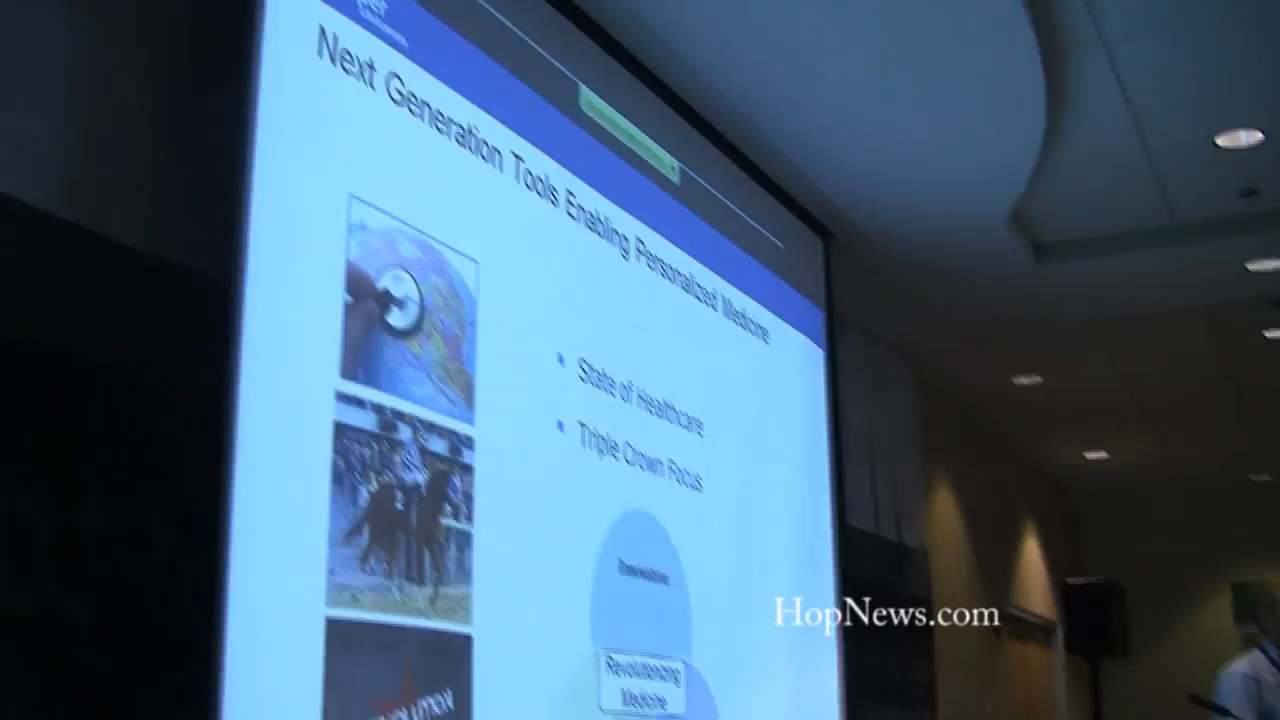 Next Generation Tools Enabling Personalized Medicine
State of Healthcare
Triple Crown Focus
Innovation
Revolutionizing
Medicine
HopNews.com